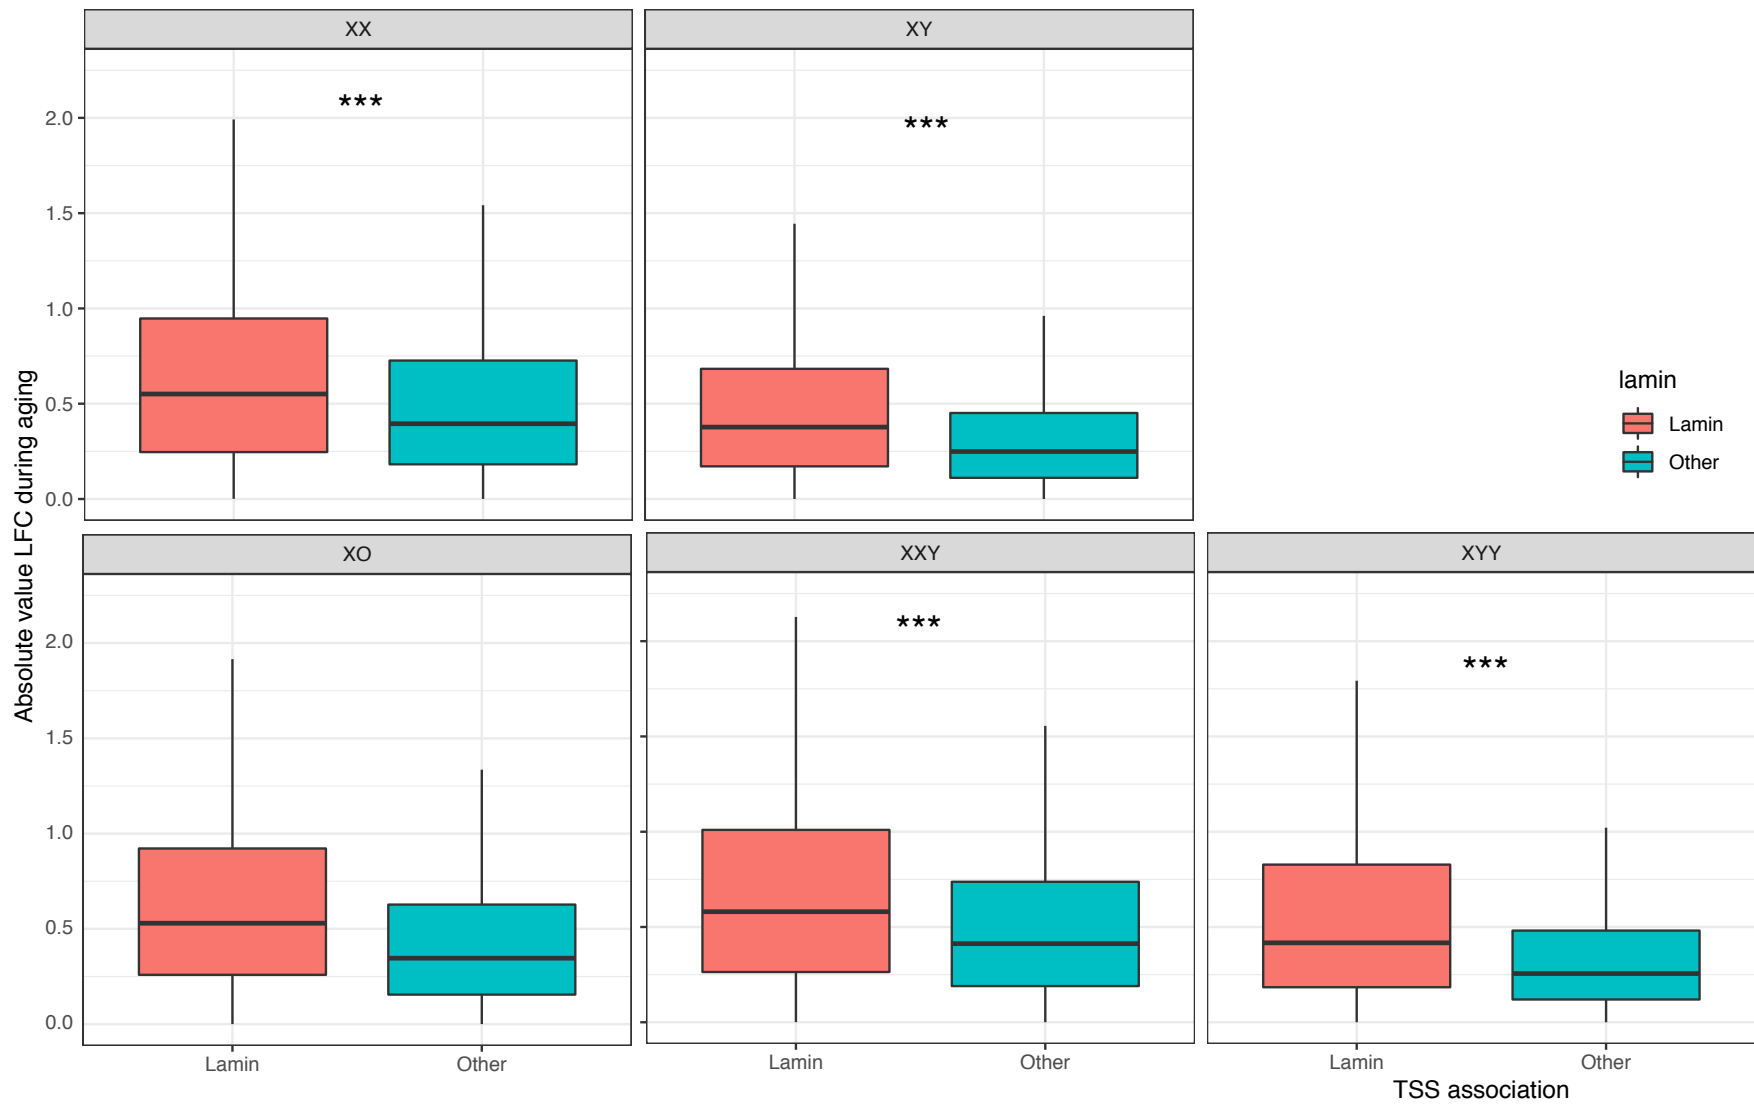 XX
XY
***
***
2.0
1.5
1.0
0.5
0.0
Absolute value LFC during aging
lamin
Lamin
Other
XO
XXY
XYY
***
***
2.0
1.5
1.0
0.5
0.0
Lamin
Other
Lamin
Other
Lamin
Other
TSS association